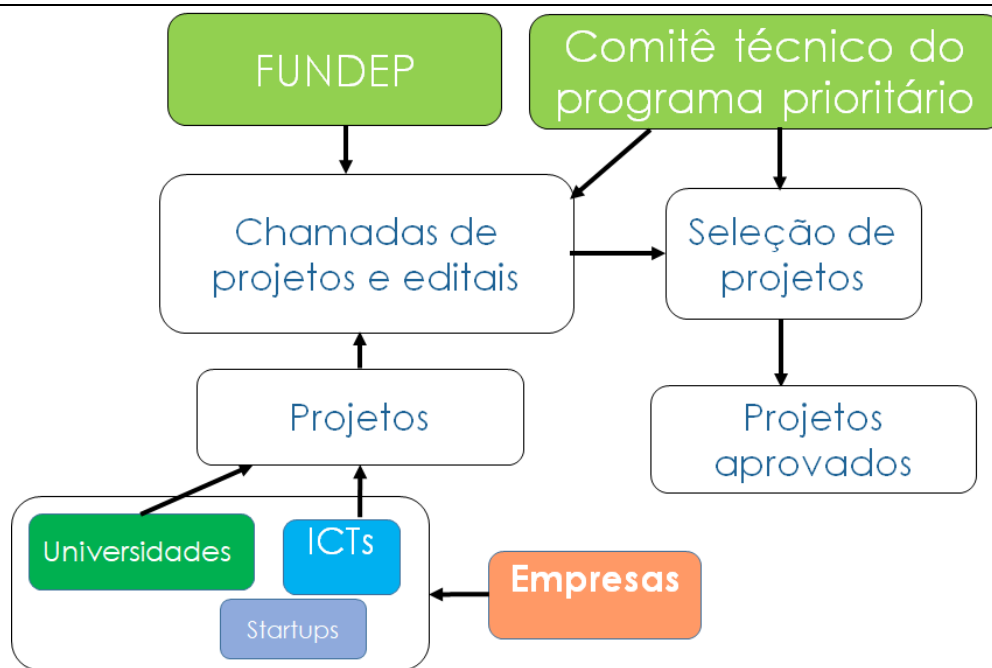 FUNDEP
Comitê técnico do
programa prioritário
Chamadas de
projetos e editais
Seleção de
projetos
Projetos
Projetos
aprovados
Universidades
ICTs
Startups
Empresas